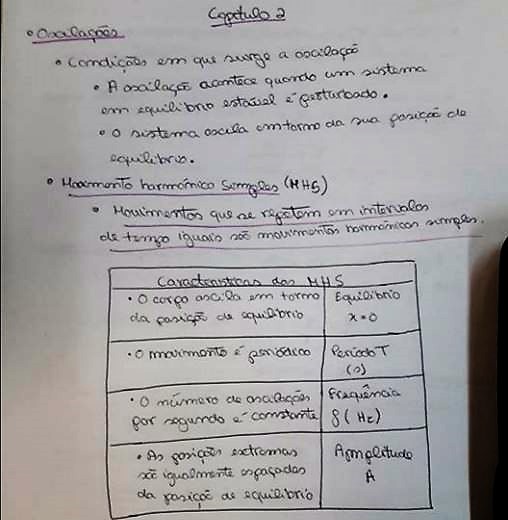 Capítulo 2
• Oscilações
• Condições em que surge a oscilação
• A oscilação acontece quando um sistema
em equilíbrio estável é perturbado.
• O sistema oscila em torno da sua posição de
equilíbrio.
• Movimento harmómico Simples (MHS)
• Movimentos que se repetem em intervalos
de tempo iguais são movimentos harmómicos simples.
Características dos MHS
• O corpo oscila em torno
da posição de equilíbrio
Equilíbrio
x=0
• O movimento é periódico
Período T
(s)
• O número de oscilações
por segundo é constante
Frequência
f (Hz)
• As posições extremas
são igualmente espaçadas
da posição de equilíbrio
Amplitude
A